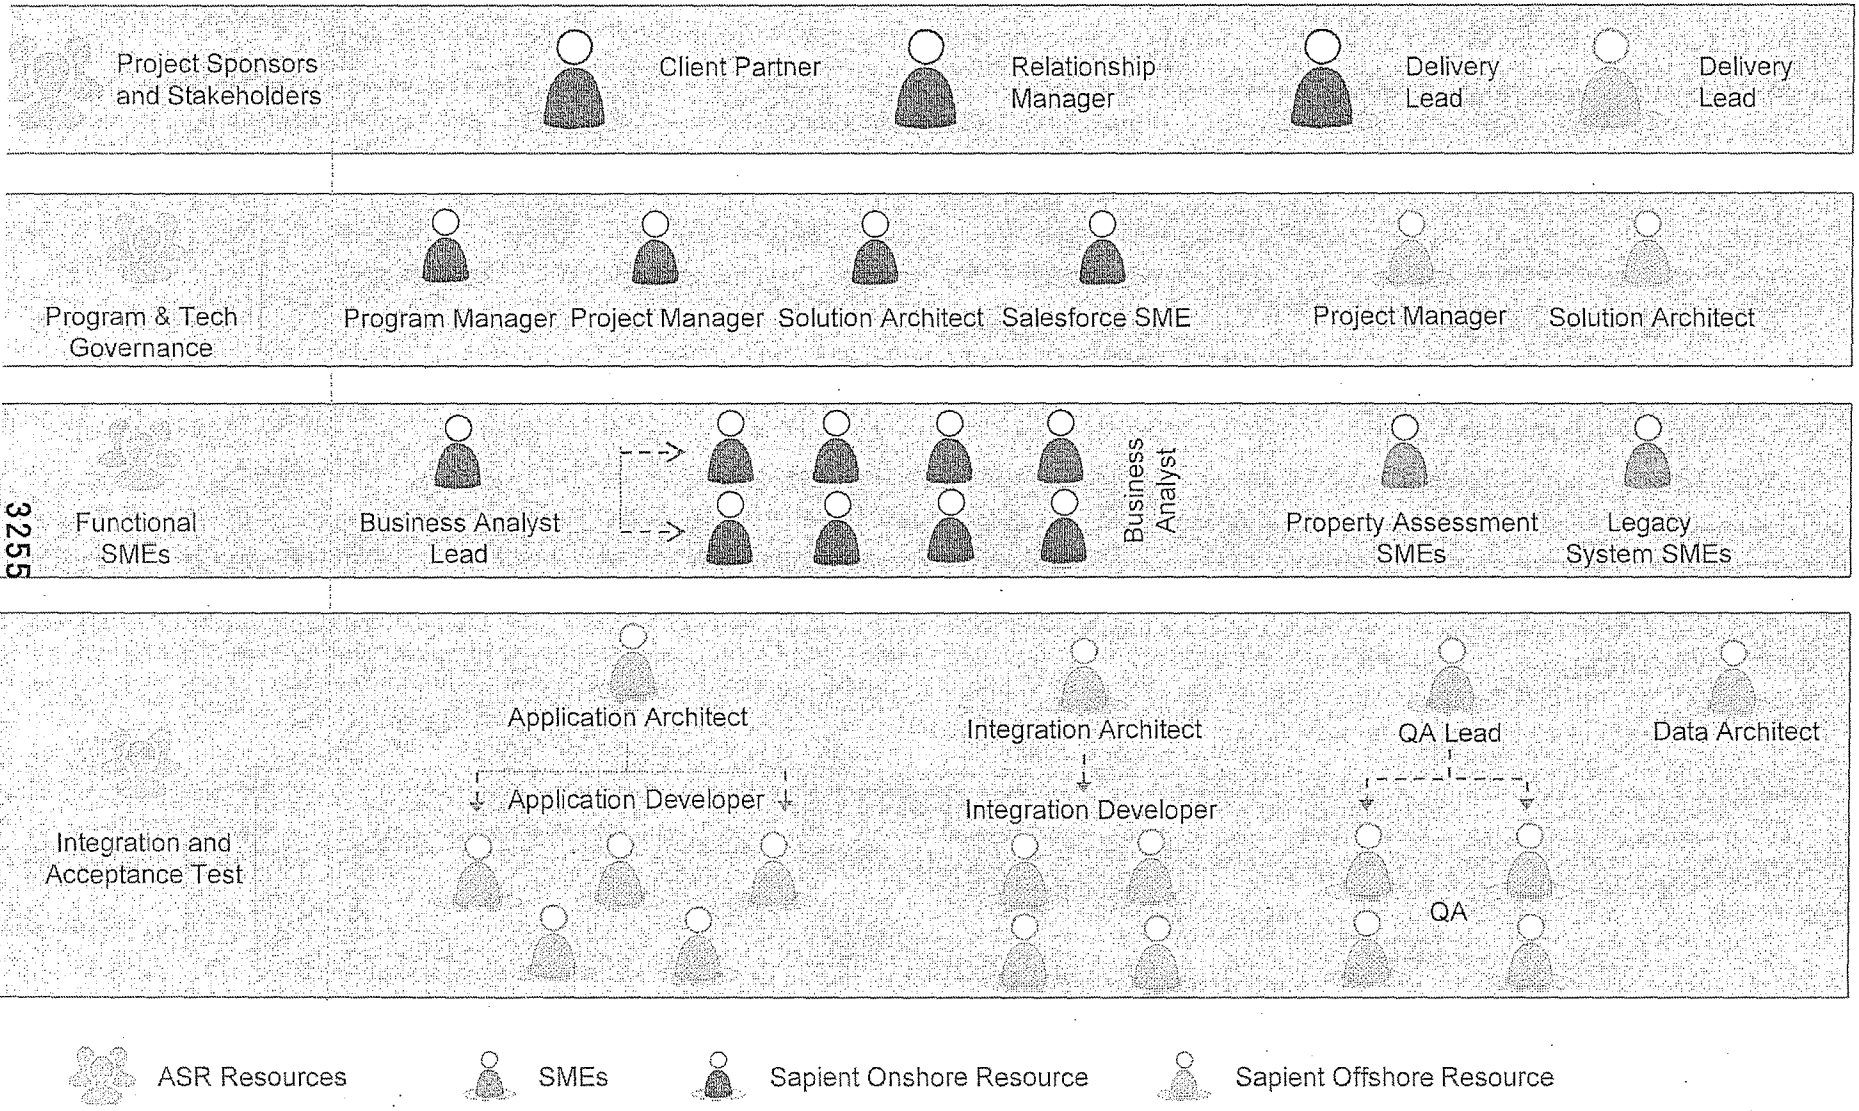 Project Sponsors
and Stakeholders
Client Partner
Relationship
Manager
Delivery
Lead
Delivery
Lead
Program & Tech
Governance
Program Manager
Project Manager
Solution Architect
Salesforce SME
Project Manager
Solution Architect
3255
Functional
SMEs
Business Analyst
Lead
Business
Analyst
Property Assessment
SMEs
Legacy
System SMEs
Integration and
Acceptance Test
Application Architect
Application Developer
Integration Architect
Integration Developer
QA Lead
QA
Data Architect
ASR Resources
SMEs
Sapient Onshore Resource
Sapient Offshore Resource